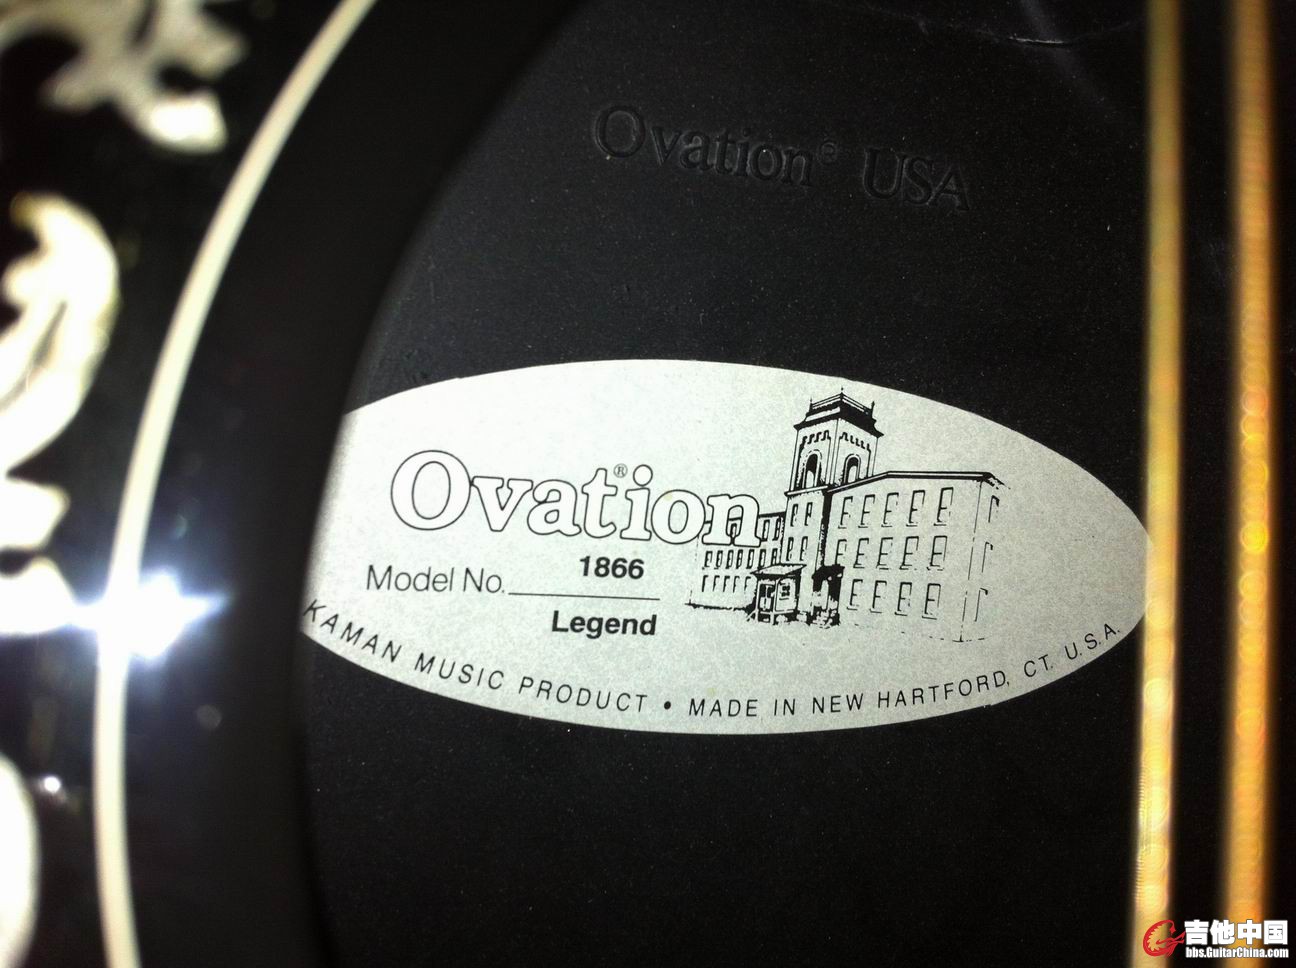 Ovation® USA
Ovation®
Model No. 1866
Legend
KAMAN MUSIC PRODUCT • MADE IN NEW HARTFORD, CT. U.S.A.
吉他中国
bbs.GuitarChina.com